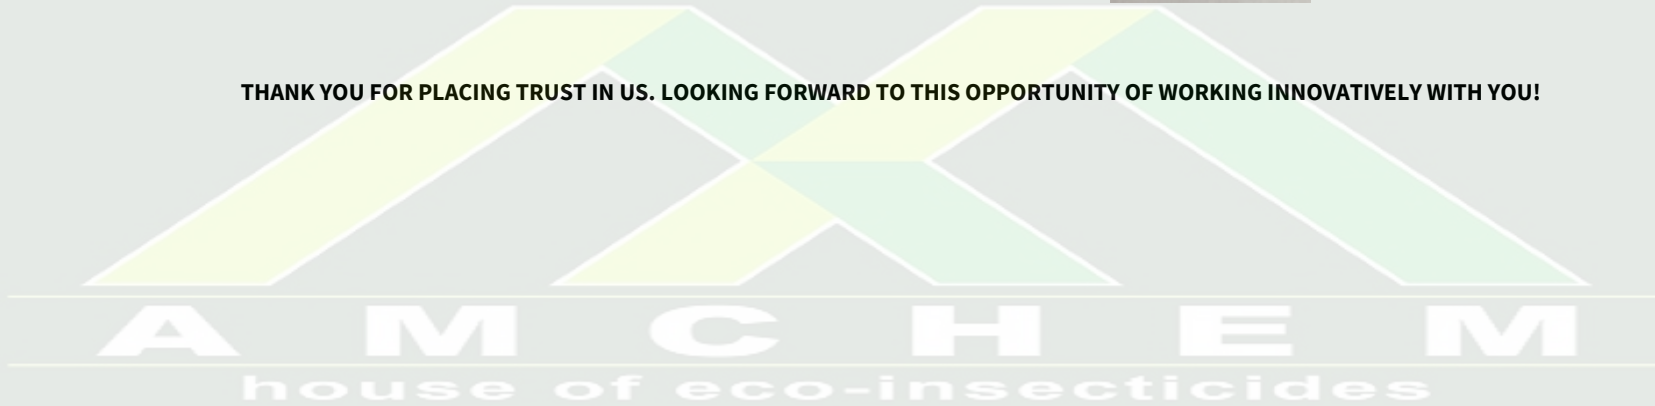 THANK YOU FOR PLACING TRUST IN US. LOOKING FORWARD TO THIS OPPORTUNITY OF WORKING INNOVATIVELY WITH YOU!
AMCHEM
house of eco-insecticides